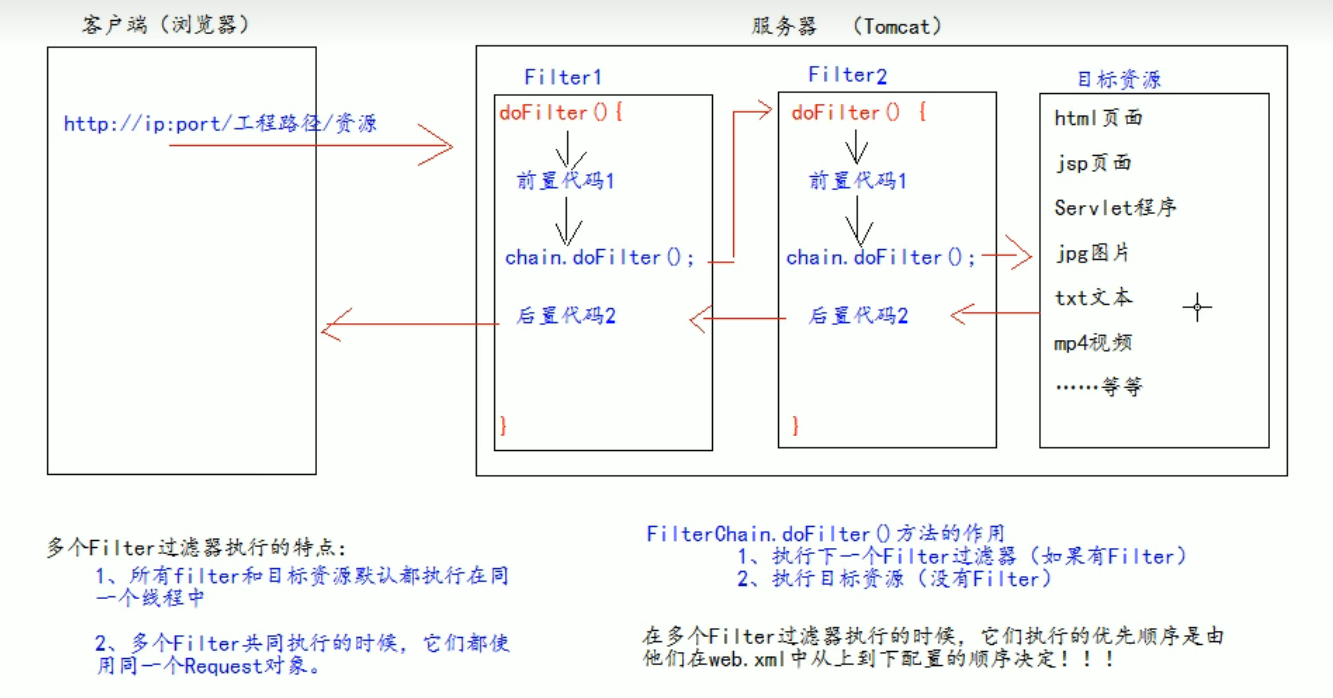 客户端（浏览器）
http://ip:port/工程路径/资源
服务器 （Tomcat）
Filter1
doFilter(){
前置代码1
chain.doFilter();
后置代码2
}
Filter2
doFilter() {
前置代码1
chain.doFilter();
后置代码2
}
目标资源
html页面
jsp页面
Servlet程序
jpg图片
txt文本
mp4视频
……等等
多个Filter过滤器执行的特点：
1、所有filter和目标资源默认都执行在同
一个线程中
2、多个Filter共同执行的时候，它们都使
用同一个Request对象。
FilterChain.doFilter()方法的作用
1、执行下一个Filter过滤器（如果有Filter）
2、执行目标资源（没有Filter）
在多个Filter过滤器执行的时候，它们执行的优先顺序是由
他们在web.xml中从上到下配置的顺序决定！！！